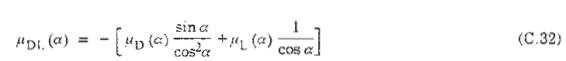 μ_DL (α) = − [ μ_D (α) sin α / cos²α + μ_L (α) 1 / cos α ] (C.32)